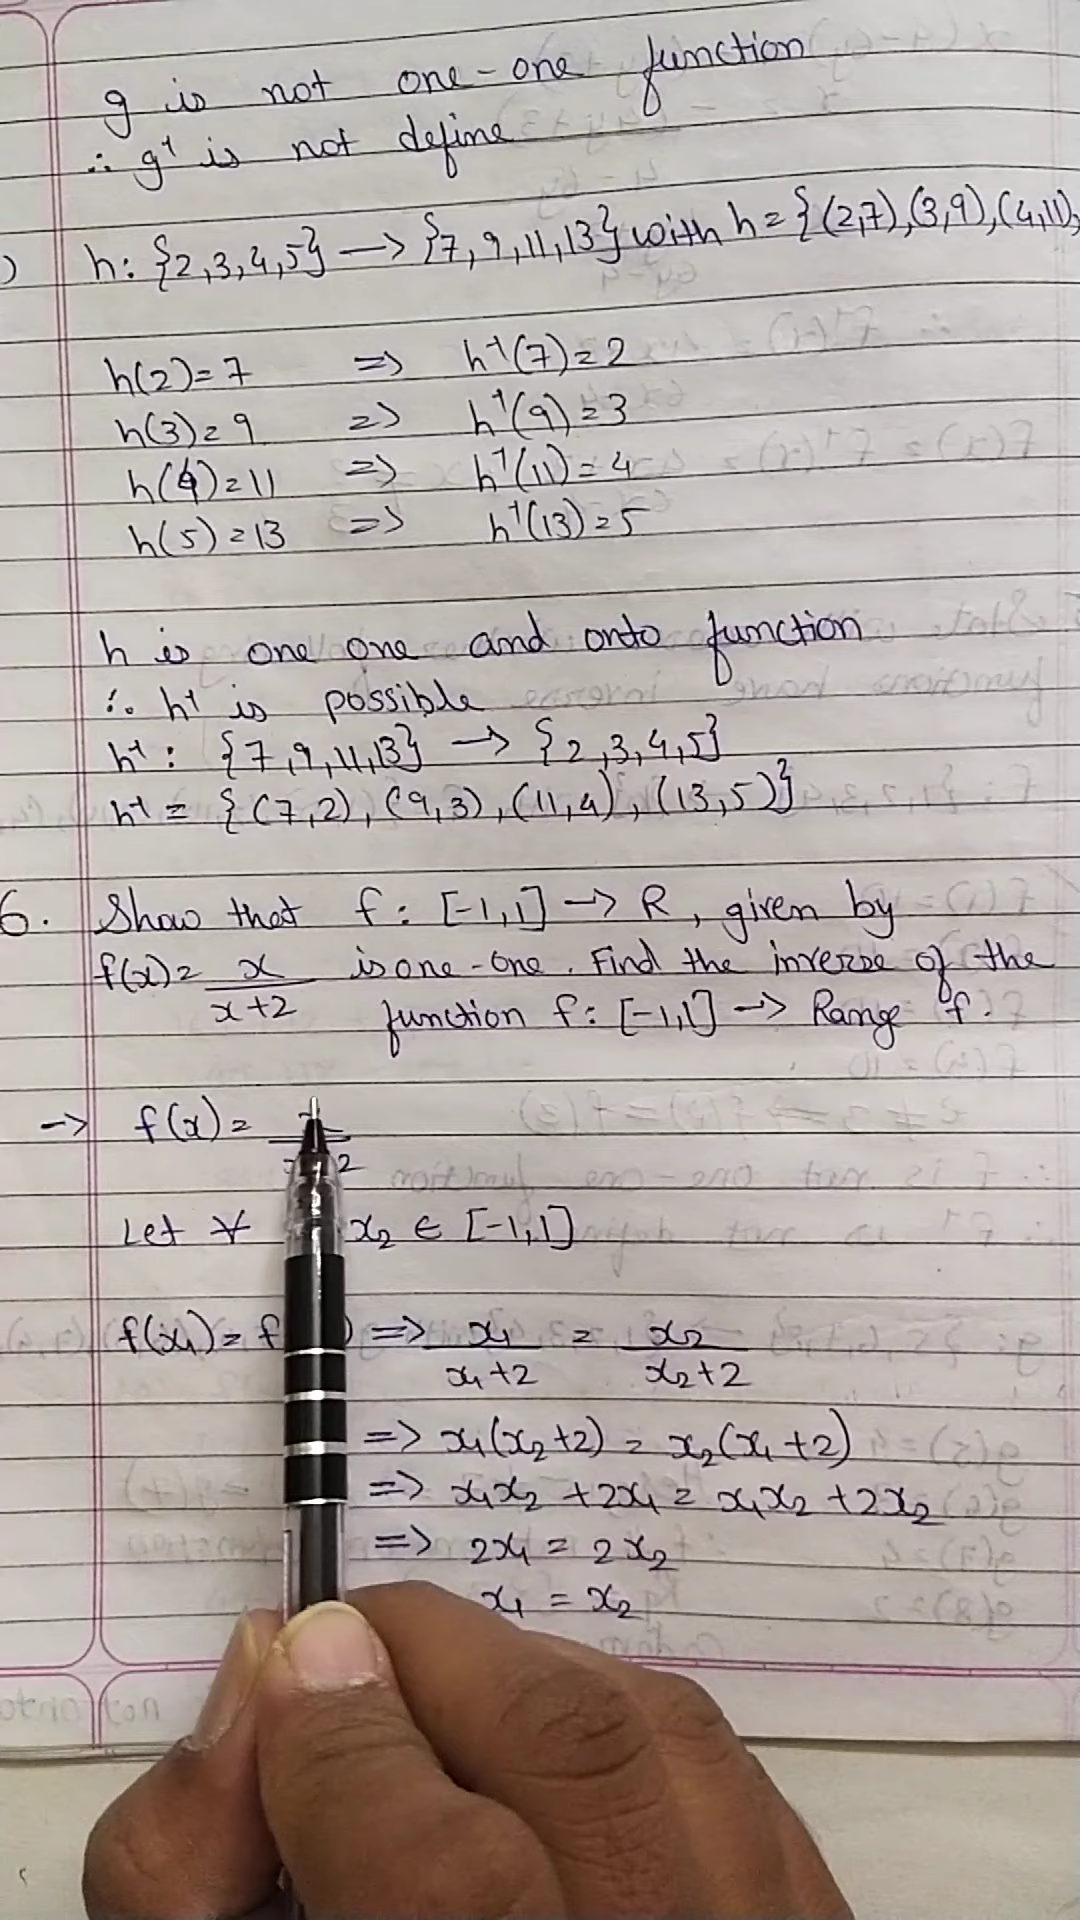 g is not one-one function
∴ g⁻¹ is not define
) h: {2,3,4,5} → {7,9,11,13} with h = {(2,7),(3,9),(4,11),
h(2)=7 => h⁻¹(7)=2
h(3)=9 => h⁻¹(9)=3
h(4)=11 => h⁻¹(11)=4
h(5)=13 => h⁻¹(13)=5
h is one one and onto function
∴ h⁻¹ is possible
h⁻¹: {7,9,11,13} → {2,3,4,5}
h⁻¹ = {(7,2),(9,3),(11,4),(13,5)}
6. Show that f: [-1,1] → R, given by
f(x)= x/x+2 is one-one. Find the inverse of the
function f: [-1,1] → Range f.
→ f(x)= 2
Let ∀ x₂ ∈ [-1,1]
f(x₁)=f ) => x₁/x₁+2 = x₂/x₂+2
=> x₁(x₂+2) = x₂(x₁+2)
=> x₁x₂+2x₁ = x₁x₂+2x₂
=> 2x₁ = 2x₂
x₁ = x₂